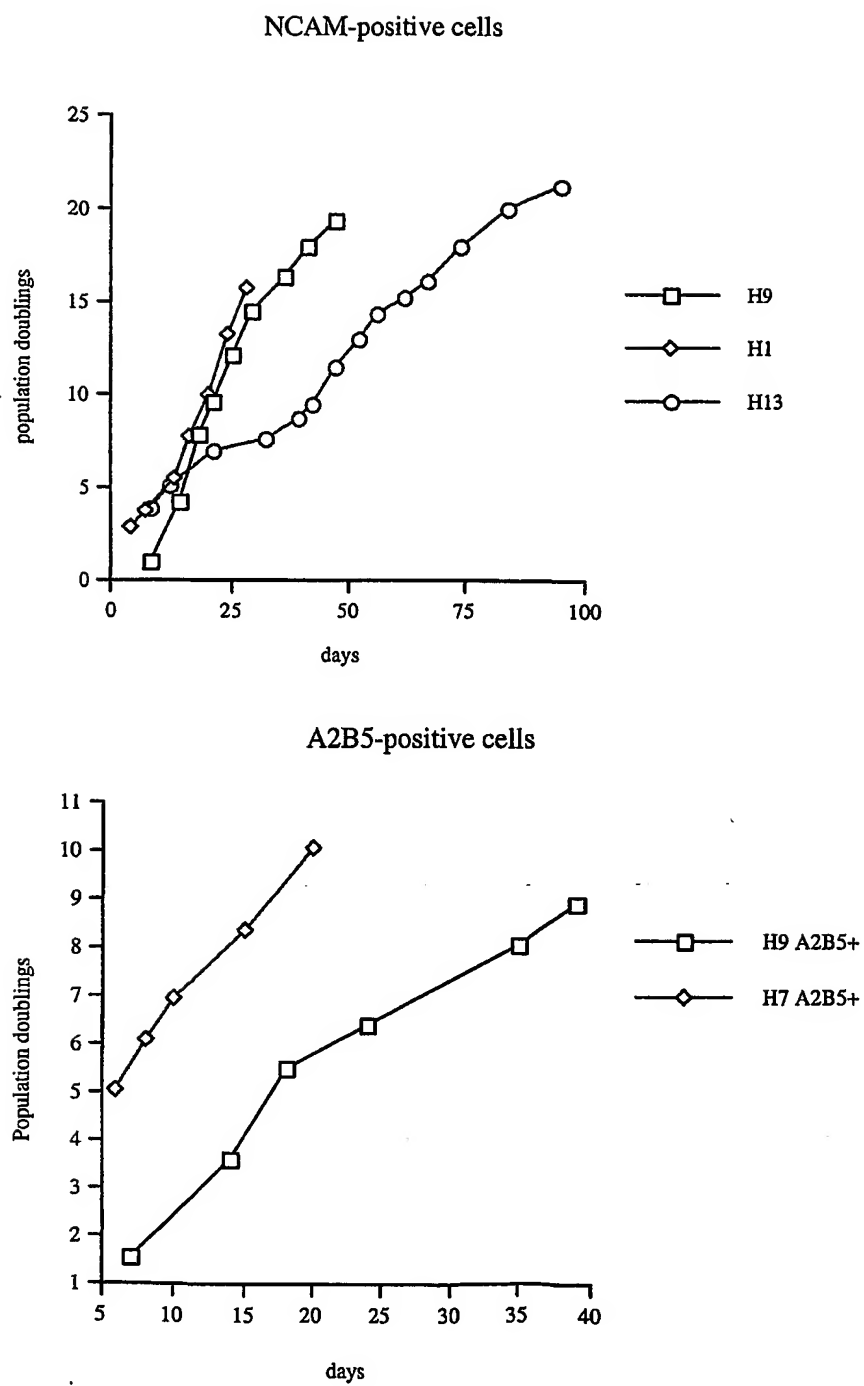 NCAM-positive cells
25
20
15
10
5
0
population doublings
0 25 50 75 100
days
H9
H1
H13
A2B5-positive cells
11
10
9
8
7
6
5
4
3
2
1
Population doublings
5 10 15 20 25 30 35 40
days
H9 A2B5+
H7 A2B5+